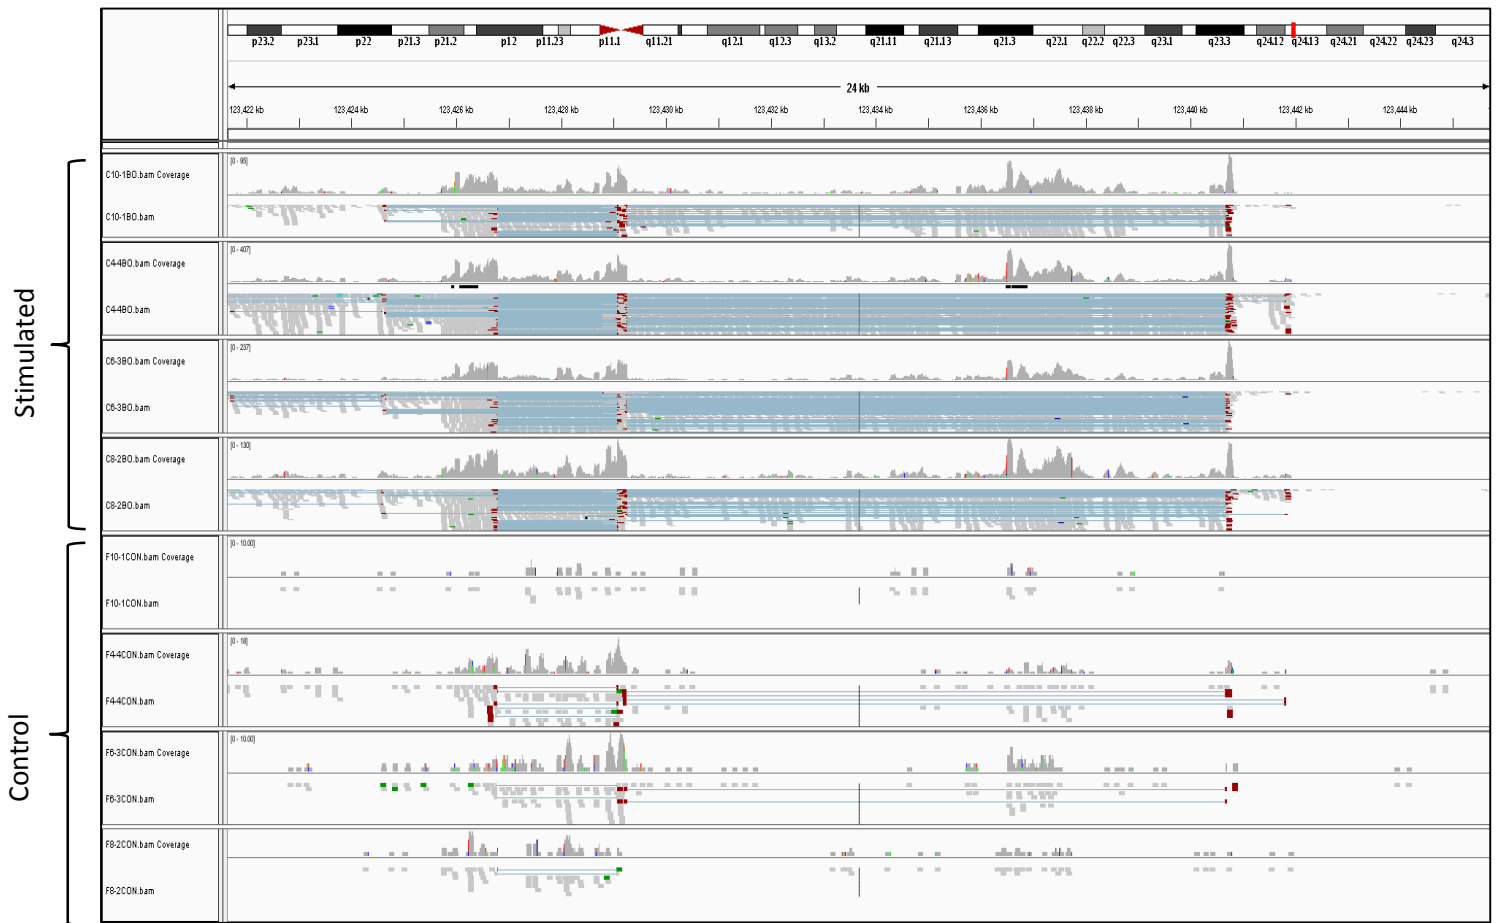 p23.2 p23.1 p22 p21.3 p21.2 p12 p11.23 p11.1 q11.21 q12.1 q12.3 q13.2 q21.11 q21.13 q21.3 q22.1 q22.2 q22.3 q23.1 q23.3 q24.12 q24.13 q24.21 q24.22 q24.23 q24.3
24 kb
123,422 kb 123,424 kb 123,426 kb 123,428 kb 123,430 kb 123,432 kb 123,434 kb 123,436 kb 123,438 kb 123,440 kb 123,442 kb 123,444 kb
Stimulated
[0 - 95]
C10-1BO.bam Coverage
C10-1BO.bam
[0 - 407]
C4-4BO.bam Coverage
C4-4BO.bam
[0 - 237]
C6-3BO.bam Coverage
C6-3BO.bam
[0 - 130]
C8-2BO.bam Coverage
C8-2BO.bam
Control
[0 - 10.00]
F10-1CON.bam Coverage
F10-1CON.bam
[0 - 18]
F4-4CON.bam Coverage
F4-4CON.bam
[0 - 10.00]
F6-3CON.bam Coverage
F6-3CON.bam
F8-2CON.bam Coverage
F8-2CON.bam